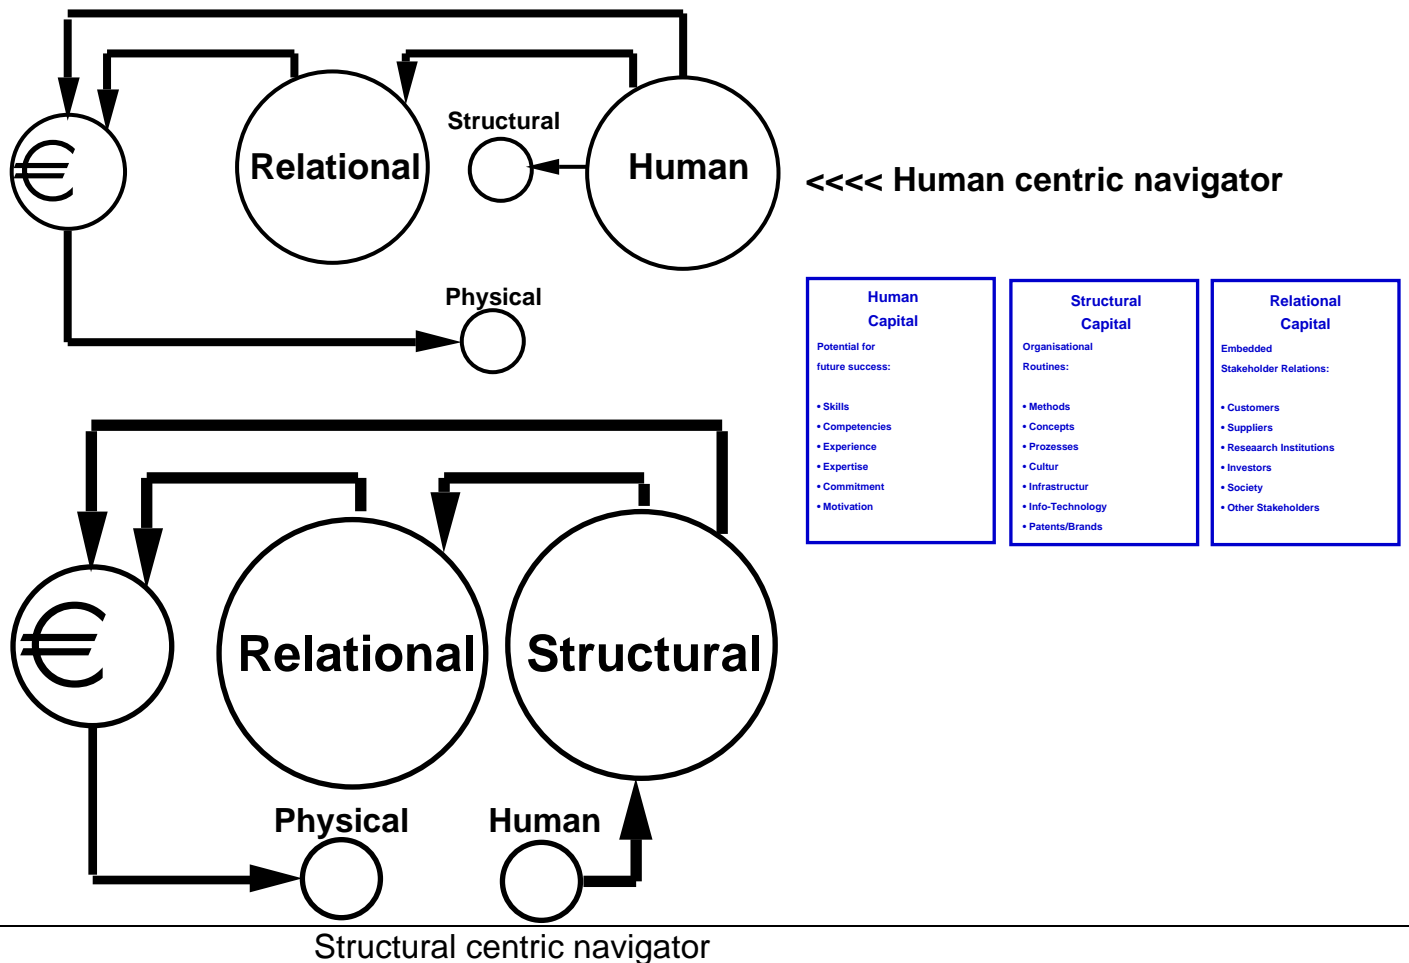 Structural
€
Relational
Human
<<<< Human centric navigator
Physical
Human
Capital
Potential for
future success:
• Skills
• Competencies
• Experience
• Expertise
• Commitment
• Motivation
Structural
Capital
Organisational
Routines:
• Methods
• Concepts
• Prozesses
• Cultur
• Infrastructur
• Info-Technology
• Patents/Brands
Relational
Capital
Embedded
Stakeholder Relations:
• Customers
• Suppliers
• Reseaarch Institutions
• Investors
• Society
• Other Stakeholders
€
Relational
Structural
Physical
Human
Structural centric navigator